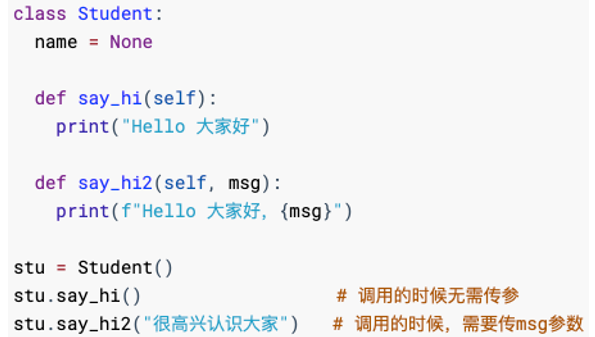 class Student:
  name = None

  def say_hi(self):
    print("Hello 大家好")

  def say_hi2(self, msg):
    print(f"Hello 大家好，{msg}")

stu = Student()
stu.say_hi()                  # 调用的时候无需传参
stu.say_hi2("很高兴认识大家")   # 调用的时候，需要传msg参数